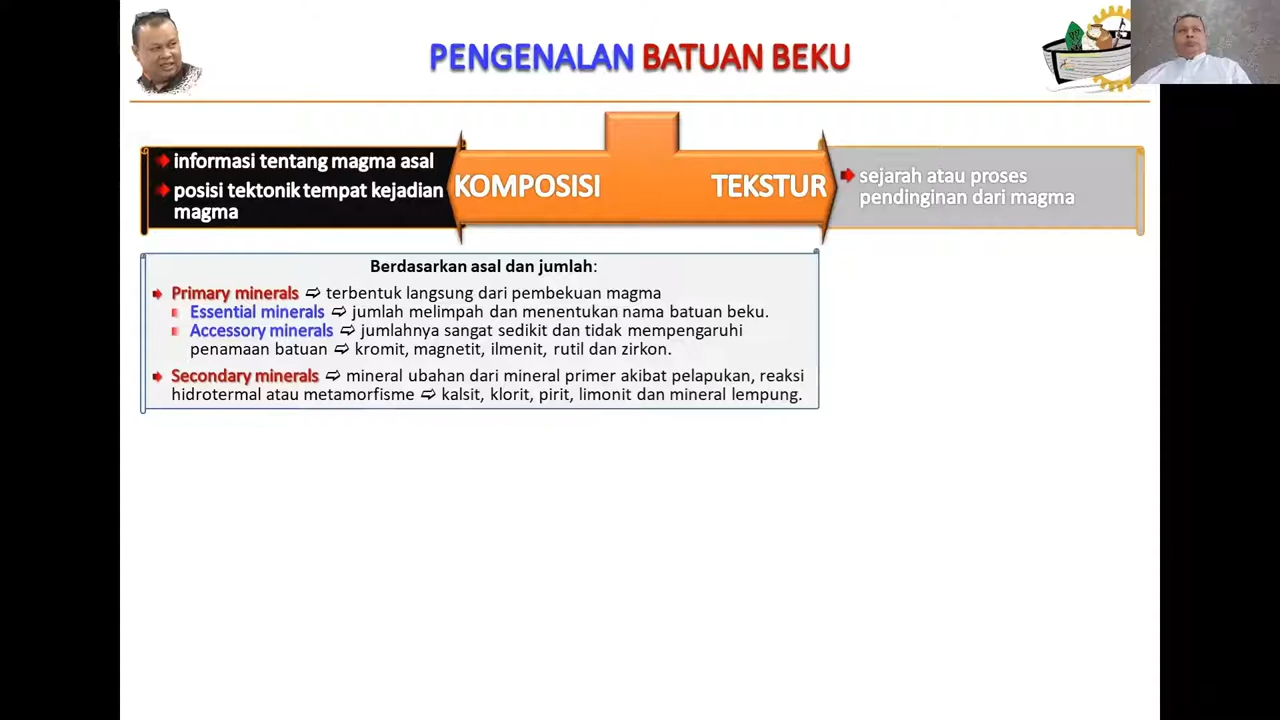 PENGENALAN BATUAN BEKU
informasi tentang magma asal
posisi tektonik tempat kejadian
magma
KOMPOSISI
TEKSTUR
sejarah atau proses
pendinginan dari magma
Berdasarkan asal dan jumlah:
Primary minerals ⇨ terbentuk langsung dari pembekuan magma
Essential minerals ⇨ jumlah melimpah dan menentukan nama batuan beku.
Accessory minerals ⇨ jumlahnya sangat sedikit dan tidak mempengaruhi
penamaan batuan ⇨ kromit, magnetit, ilmenit, rutil dan zirkon.
Secondary minerals ⇨ mineral ubahan dari mineral primer akibat pelapukan, reaksi
hidrotermal atau metamorfisme ⇨ kalsit, klorit, pirit, limonit dan mineral lempung.